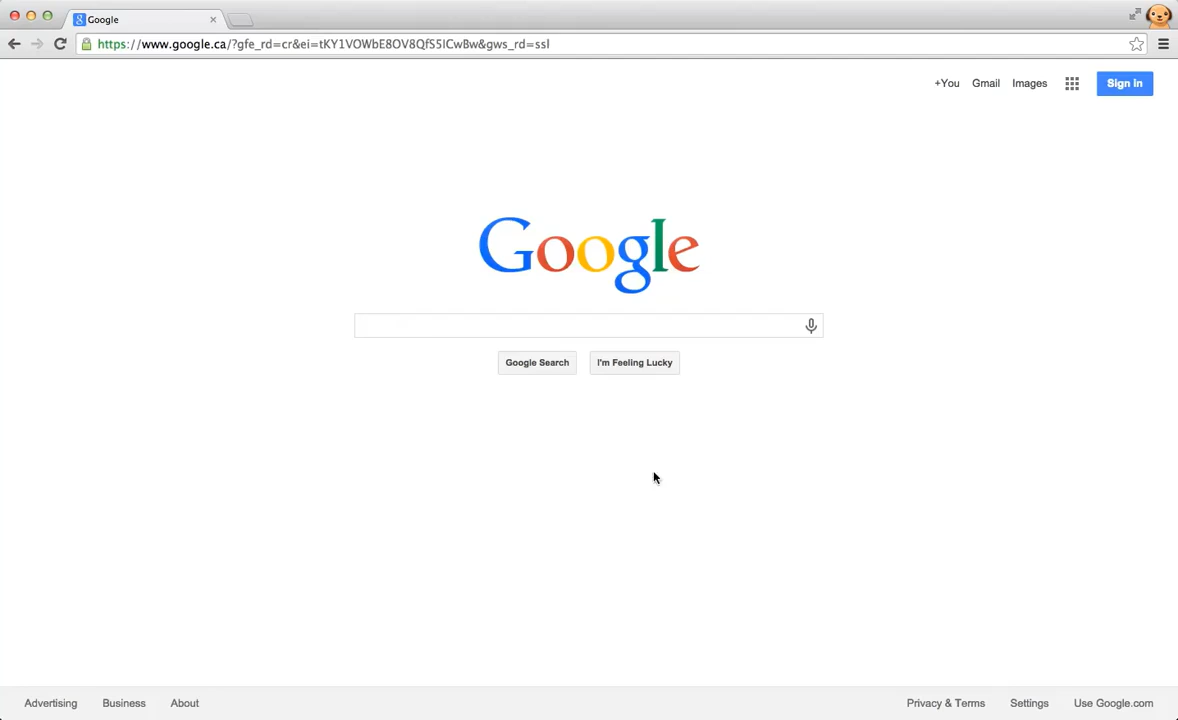 Google
https://www.google.ca/?gfe_rd=cr&ei=tKY1VOWbE8OV8QfS5ICwBw&gws_rd=ssl
+You Gmail Images Sign in
Google
Google Search I'm Feeling Lucky
Advertising Business About Privacy & Terms Settings Use Google.com